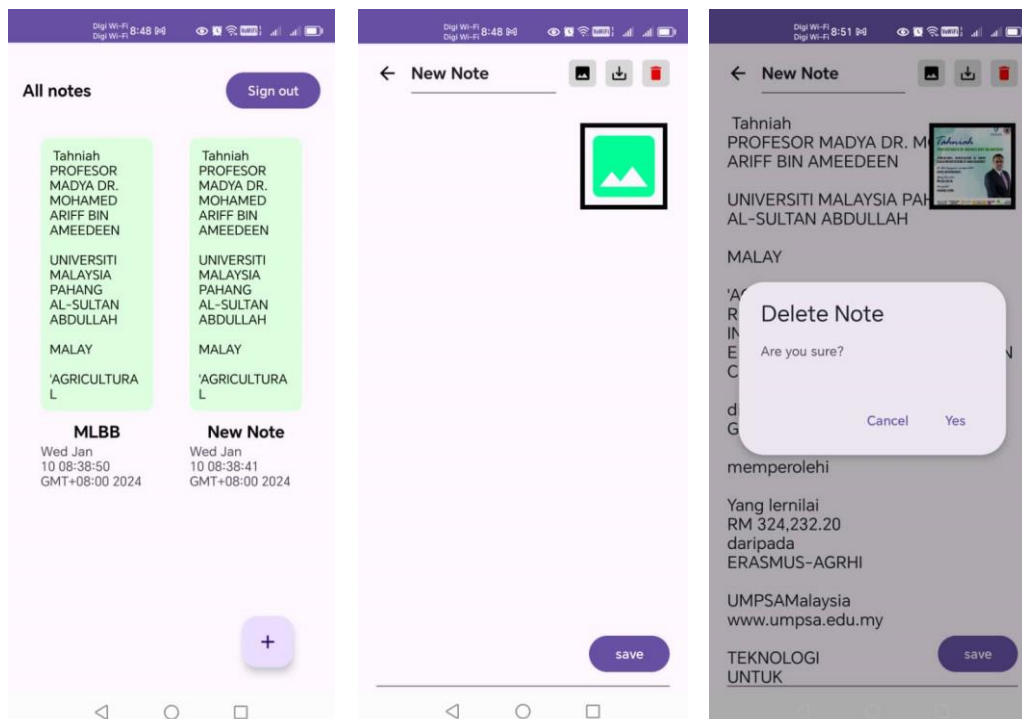 Digi Wi-Fi
Digi Wi-Fi 8:48
All notes
Sign out
Tahniah
PROFESOR
MADYA DR.
MOHAMED
ARIFF BIN
AMEEDEEN
UNIVERSITI
MALAYSIA
PAHANG
AL-SULTAN
ABDULLAH
MALAY
'AGRICULTURA
L
MLBB
Wed Jan
10 08:38:50
GMT+08:00 2024
Tahniah
PROFESOR
MADYA DR.
MOHAMED
ARIFF BIN
AMEEDEEN
UNIVERSITI
MALAYSIA
PAHANG
AL-SULTAN
ABDULLAH
MALAY
'AGRICULTURA
L
New Note
Wed Jan
10 08:38:41
GMT+08:00 2024
+
Digi Wi-Fi
Digi Wi-Fi 8:48
New Note
save
Digi Wi-Fi
Digi Wi-Fi 8:51
New Note
Tahniah
PROFESOR MADYA DR. M
ARIFF BIN AMEEDEEN
Tahniah
UNIVERSITI MALAYSIA PAH
AL-SULTAN ABDULLAH
MALAY
'A
R
IN
E N
C
d
G
Delete Note
Are you sure?
Cancel Yes
memperolehi
Yang lernilai
RM 324,232.20
daripada
ERASMUS-AGRHI
UMPSAMalaysia
www.umpsa.edu.my
TEKNOLOGI
UNTUK
save